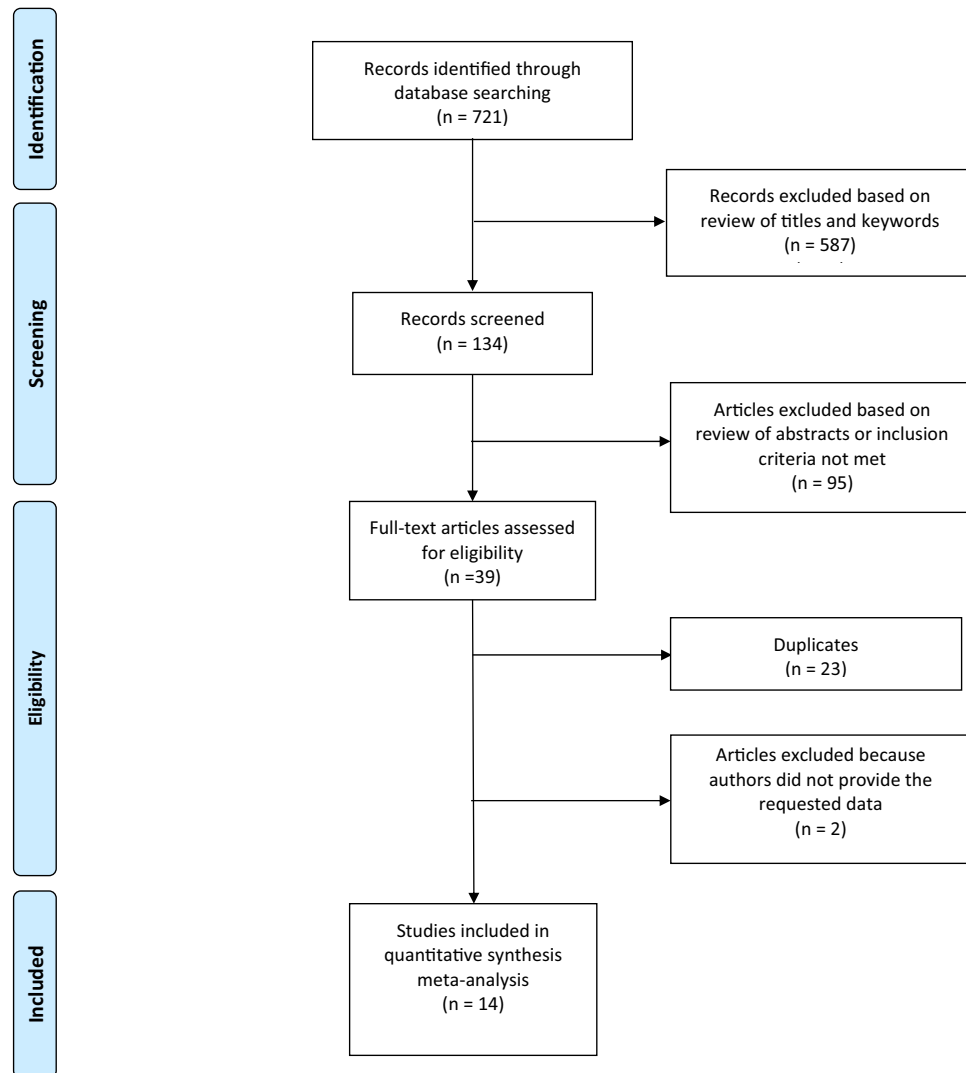 Identification
Records identified through
database searching
(n = 721)
Records excluded based on
review of titles and keywords
(n = 587)
Screening
Records screened
(n = 134)
Articles excluded based on
review of abstracts or inclusion
criteria not met
(n = 95)
Eligibility
Full-text articles assessed
for eligibility
(n =39)
Duplicates
(n = 23)
Articles excluded because
authors did not provide the
requested data
(n = 2)
Included
Studies included in
quantitative synthesis
meta-analysis
(n = 14)